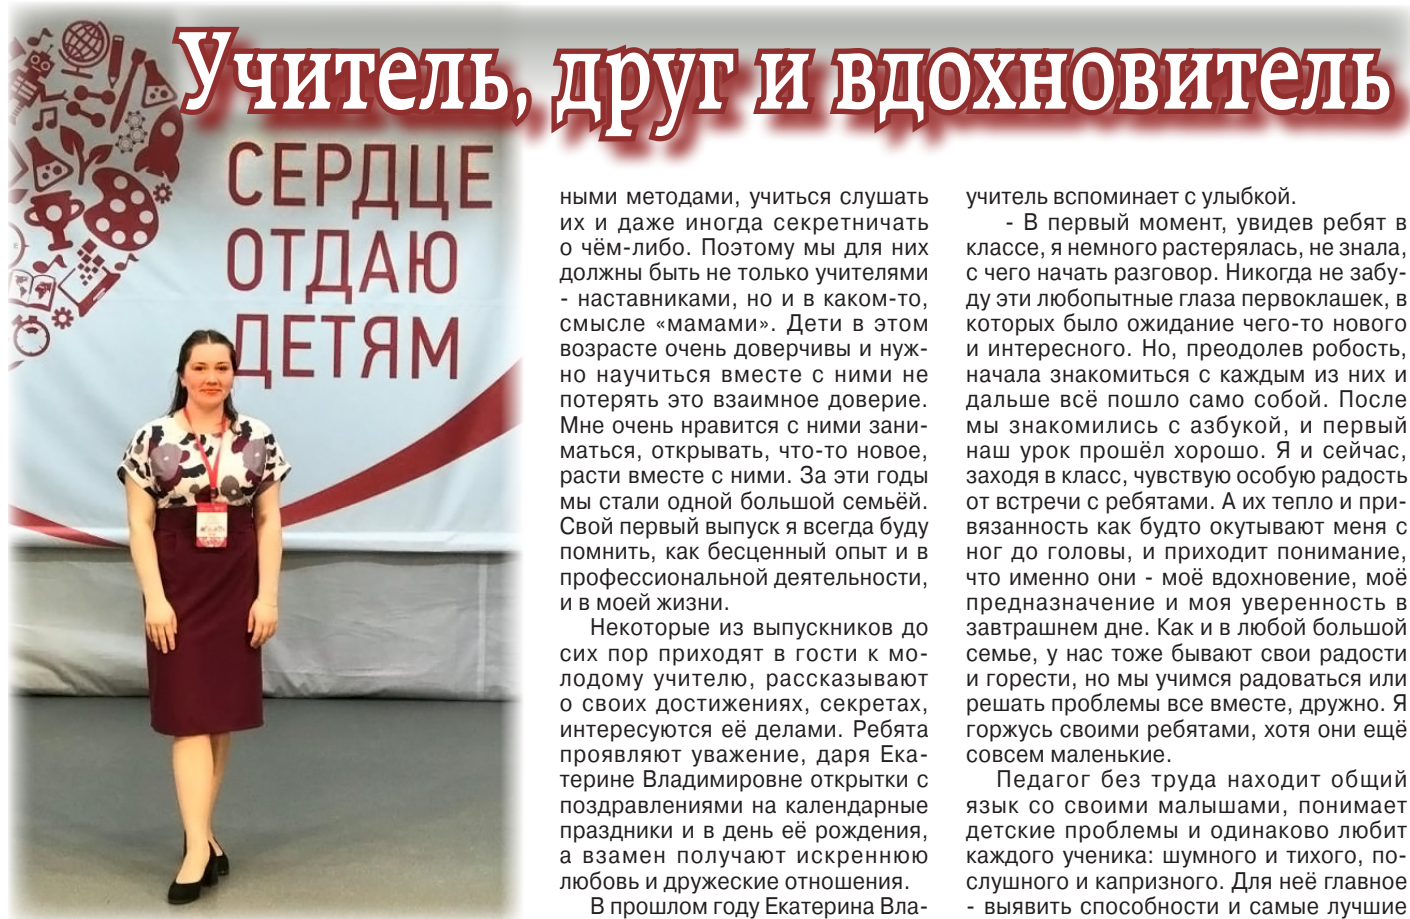 Учитель, друг и вдохновитель
СЕРДЦЕ
ОТДАЮ
ДЕТЯМ
ными методами, учиться слушать
их и даже иногда секретничать
о чём-либо. Поэтому мы для них
должны быть не только учителями
- наставниками, но и в каком-то,
смысле «мамами». Дети в этом
возрасте очень доверчивы и нуж-
но научиться вместе с ними не
потерять это взаимное доверие.
Мне очень нравится с ними зани-
маться, открывать, что-то новое,
расти вместе с ними. За эти годы
мы стали одной большой семьёй.
Свой первый выпуск я всегда буду
помнить, как бесценный опыт и в
профессиональной деятельности,
и в моей жизни.
Некоторые из выпускников до
сих пор приходят в гости к мо-
лодому учителю, рассказывают
о своих достижениях, секретах,
интересуются её делами. Ребята
проявляют уважение, даря Ека-
терине Владимировне открытки с
поздравлениями на календарные
праздники и в день её рождения,
а взамен получают искреннюю
любовь и дружеские отношения.
В прошлом году Екатерина Вла-
учитель вспоминает с улыбкой.
- В первый момент, увидев ребят в
классе, я немного растерялась, не знала,
с чего начать разговор. Никогда не забу-
ду эти любопытные глаза первоклашек, в
которых было ожидание чего-то нового
и интересного. Но, преодолев робость,
начала знакомиться с каждым из них и
дальше всё пошло само собой. После
мы знакомились с азбукой, и первый
наш урок прошёл хорошо. Я и сейчас,
заходя в класс, чувствую особую радость
от встречи с ребятами. А их тепло и при-
вязанность как будто окутывают меня с
ног до головы, и приходит понимание,
что именно они - моё вдохновение, моё
предназначение и моя уверенность в
завтрашнем дне. Как и в любой большой
семье, у нас тоже бывают свои радости
и горести, но мы учимся радоваться или
решать проблемы все вместе, дружно. Я
горжусь своими ребятами, хотя они ещё
совсем маленькие.
Педагог без труда находит общий
язык со своими малышами, понимает
детские проблемы и одинаково любит
каждого ученика: шумного и тихого, по-
слушного и капризного. Для неё главное
- выявить способности и самые лучшие